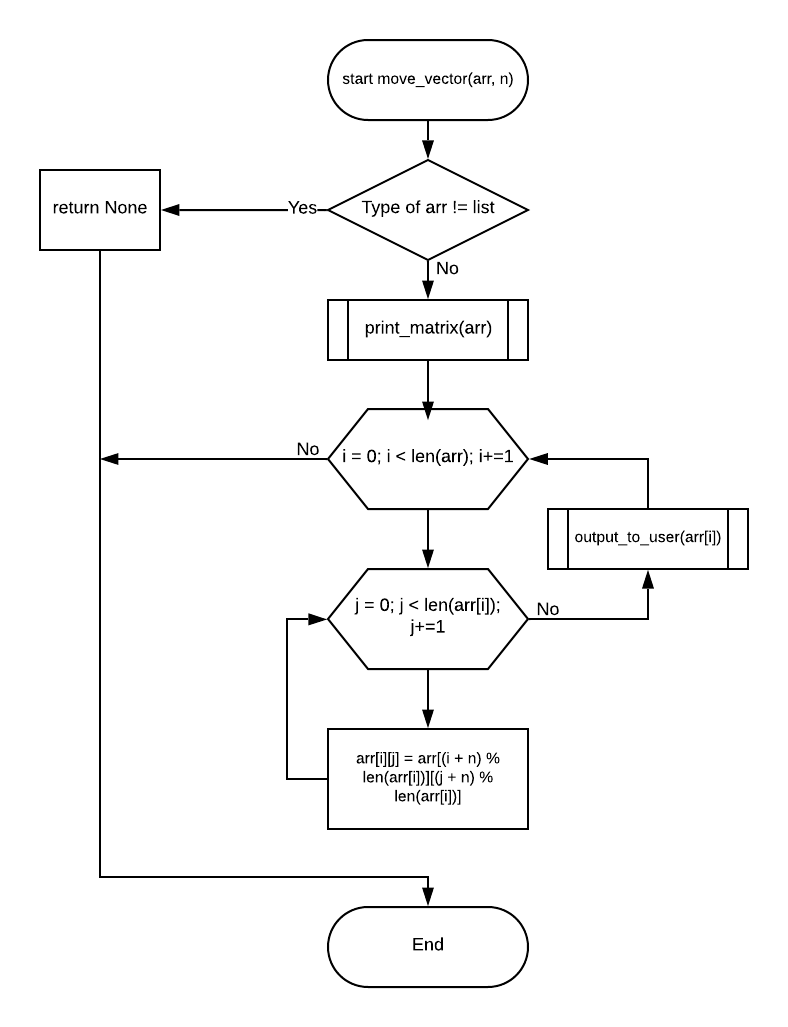 start move_vector(arr, n)
Type of arr != list
Yes
return None
No
print_matrix(arr)
i = 0; i < len(arr); i+=1
No
output_to_user(arr[i])
j = 0; j < len(arr[i]);
j+=1
No
arr[i][j] = arr[(i + n) %
len(arr[i])][(j + n) %
len(arr[i])]
End